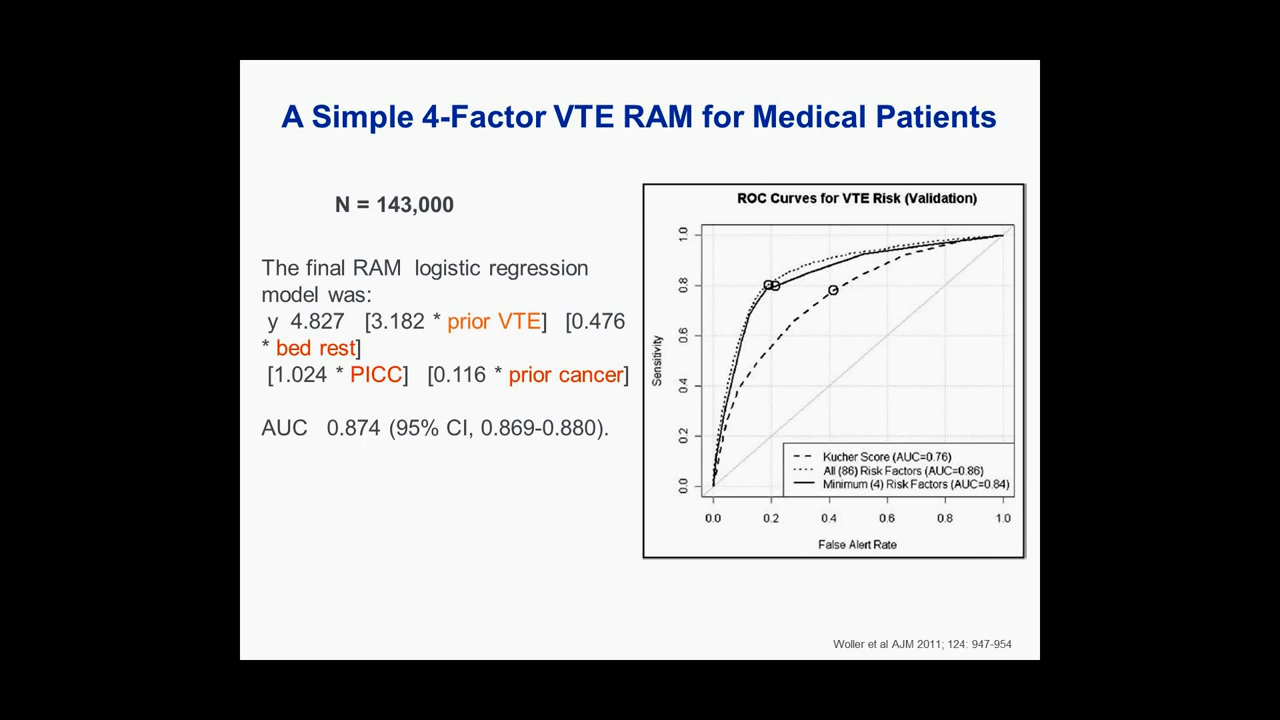 A Simple 4-Factor VTE RAM for Medical Patients
N = 143,000
The final RAM logistic regression
model was:
y 4.827 [3.182 * prior VTE] [0.476
* bed rest]
[1.024 * PICC] [0.116 * prior cancer]
AUC 0.874 (95% CI, 0.869-0.880).
ROC Curves for VTE Risk (Validation)
Sensitivity
1.0
0.8
0.6
0.4
0.2
0.0
Kucher Score (AUC=0.76)
All (86) Risk Factors (AUC=0.86)
Minimum (4) Risk Factors (AUC=0.84)
0.0 0.2 0.4 0.6 0.8 1.0
False Alert Rate
Woller et al AJM 2011; 124: 947-954